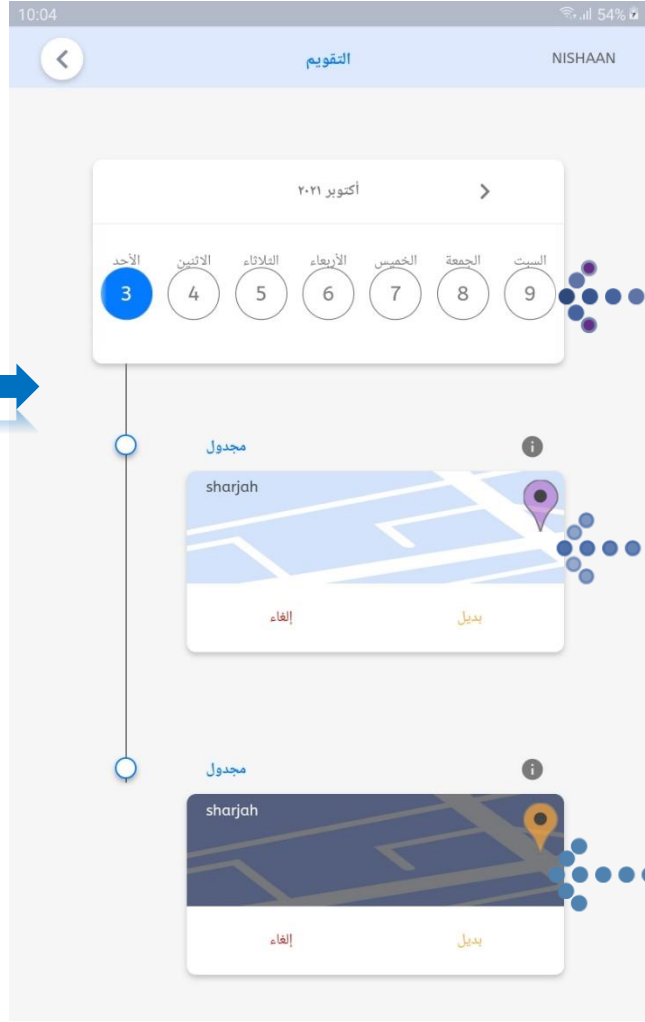 10:04 54%
التقويم NISHAAN
أكتوبر ٢٠٢١
الأحد الاثنين الثلاثاء الأربعاء الخميس الجمعة السبت
3 4 5 6 7 8 9
مجدول
sharjah
إلغاء بديل
مجدول
sharjah
إلغاء بديل